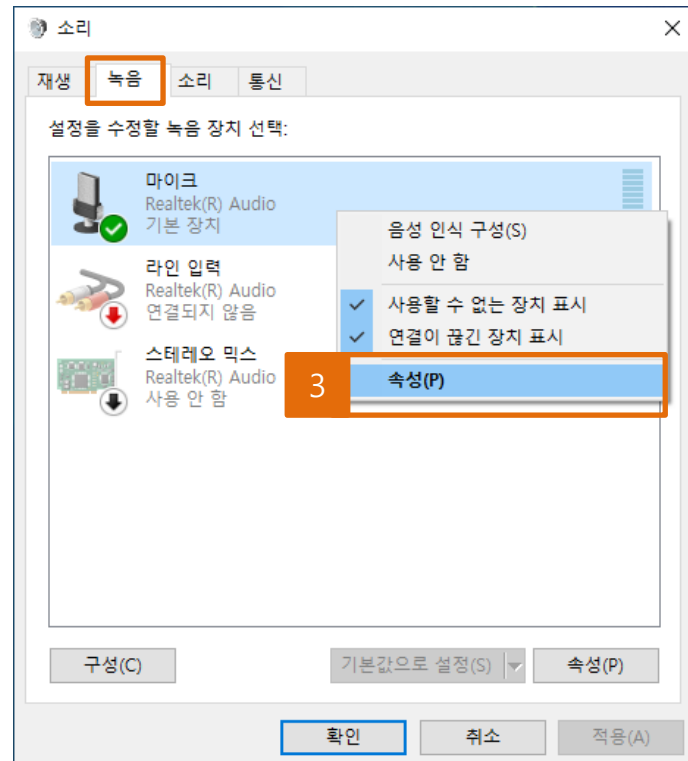 소리
재생 녹음 소리 통신
설정을 수정할 녹음 장치 선택:
마이크
Realtek(R) Audio
기본 장치
라인 입력
Realtek(R) Audio
연결되지 않음
스테레오 믹스
Realtek(R) Audio
사용 안 함
음성 인식 구성(S)
사용 안 함
사용할 수 없는 장치 표시
연결이 끊긴 장치 표시
3 속성(P)
구성(C) 기본값으로 설정(S) 속성(P)
확인 취소 적용(A)